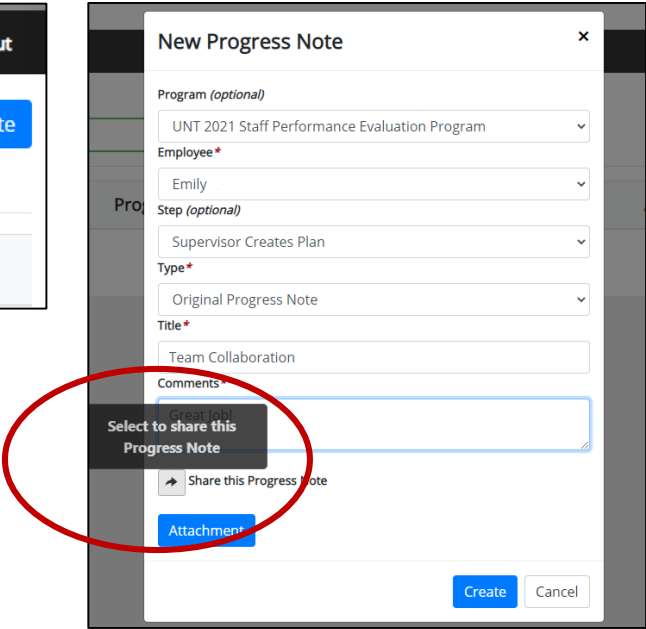 ut
te
New Progress Note ×
Program (optional)
UNT 2021 Staff Performance Evaluation Program
Employee*
Emily
Prog
Step (optional)
Supervisor Creates Plan
Type*
Original Progress Note
Title*
Team Collaboration
Comments*
Great Job!
Select to share this
Progress Note
Share this Progress Note
Attachment
Create Cancel